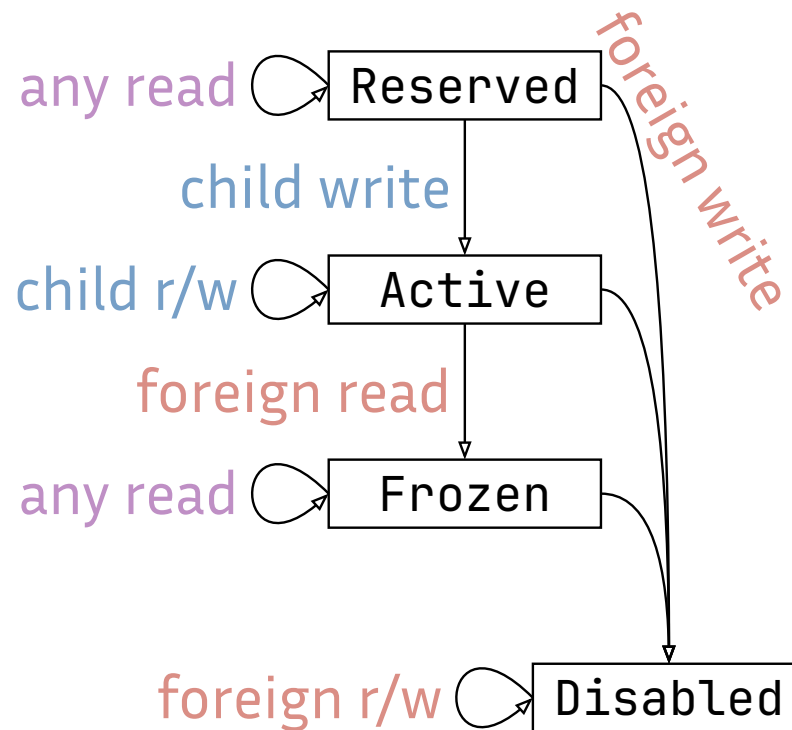 any read
Reserved
foreign write
child write
child r/w
Active
foreign read
any read
Frozen
foreign r/w
Disabled